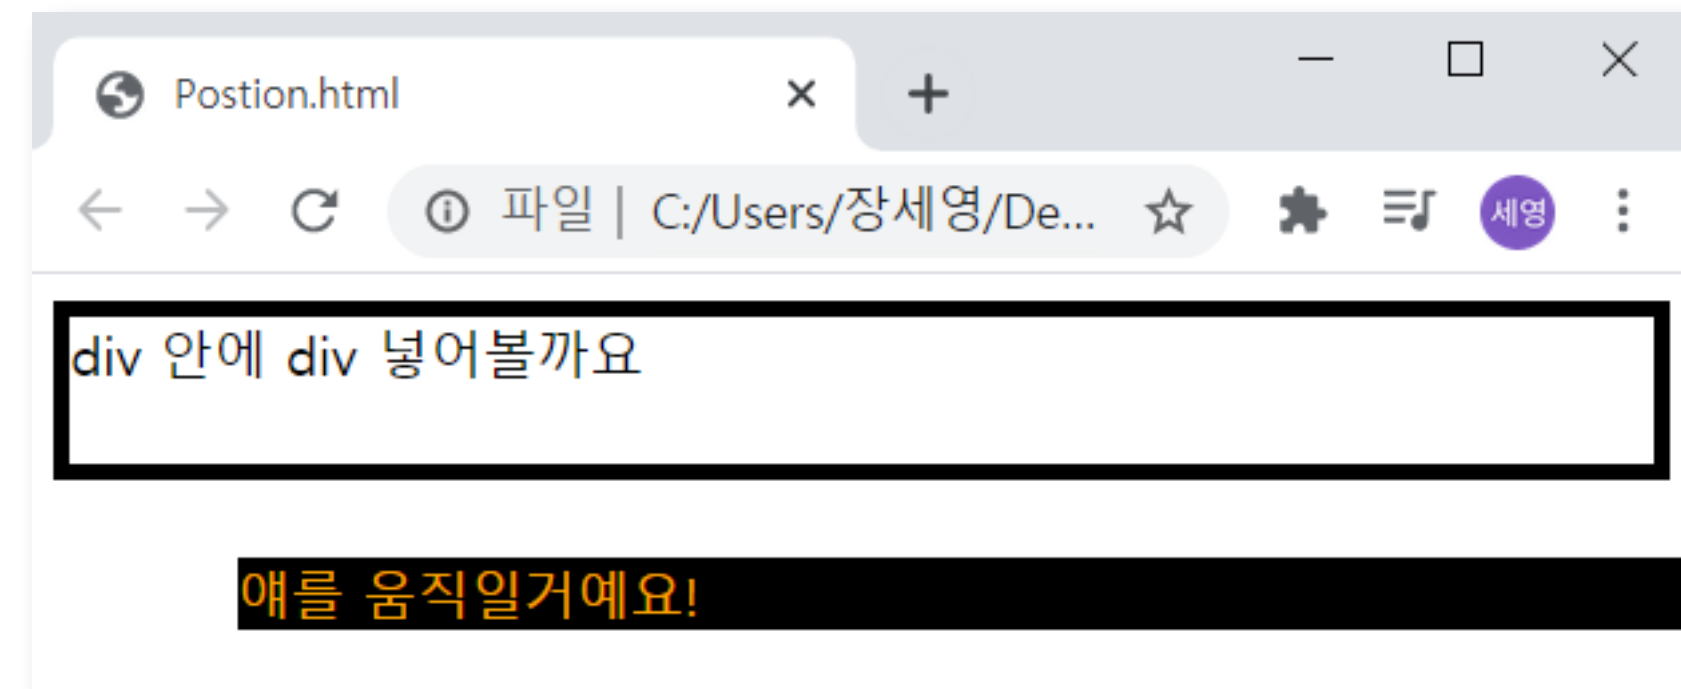 Postion.html
파일 | C:/Users/장세영/De...
세영
div 안에 div 넣어볼까요
얘를 움직일거예요!